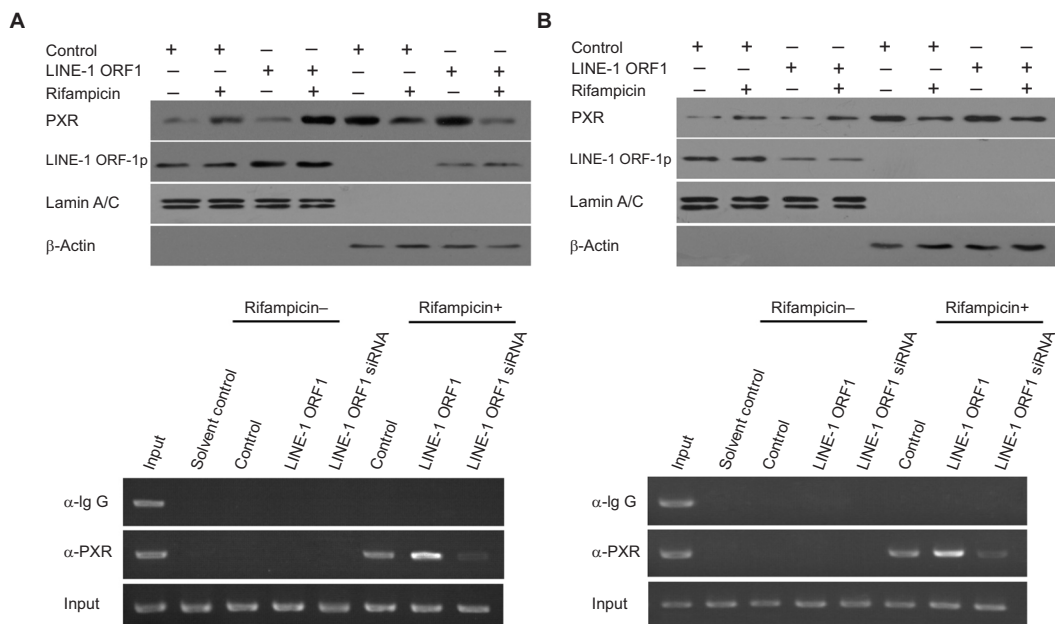 A
Control + + – – + + – –
LINE-1 ORF1 – – + + – – + +
Rifampicin – + – + – + – +
PXR
LINE-1 ORF-1p
Lamin A/C
β-Actin
B
Control + + – – + + – –
LINE-1 ORF1 – – + + – – + +
Rifampicin – + – + – + – +
PXR
LINE-1 ORF-1p
Lamin A/C
β-Actin
Rifampicin– Rifampicin+
Input Solvent control Control LINE-1 ORF1 LINE-1 ORF1 siRNA Control LINE-1 ORF1 LINE-1 ORF1 siRNA
α-Ig G
α-PXR
Input
Rifampicin– Rifampicin+
Input Solvent control Control LINE-1 ORF1 LINE-1 ORF1 siRNA Control LINE-1 ORF1 LINE-1 ORF1 siRNA
α-Ig G
α-PXR
Input